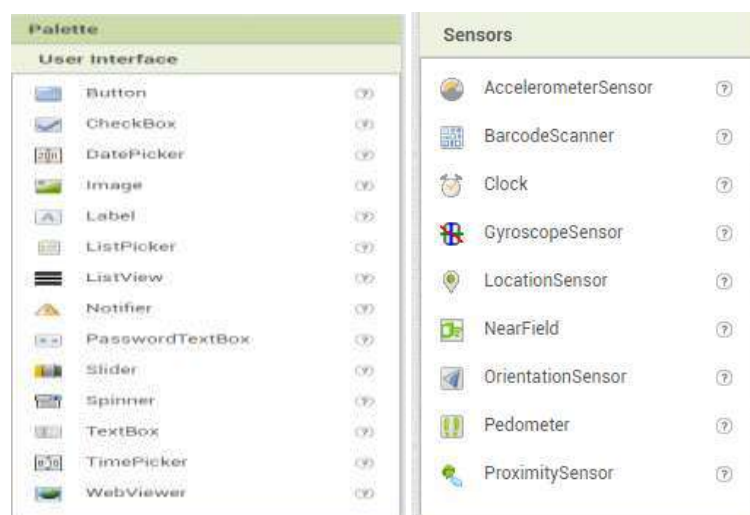 Palette
User Interface
Button
CheckBox
DatePicker
Image
Label
ListPicker
ListView
Notifier
PasswordTextBox
Slider
Spinner
TextBox
TimePicker
WebViewer
Sensors
AccelerometerSensor
BarcodeScanner
Clock
GyroscopeSensor
LocationSensor
NearField
OrientationSensor
Pedometer
ProximitySensor